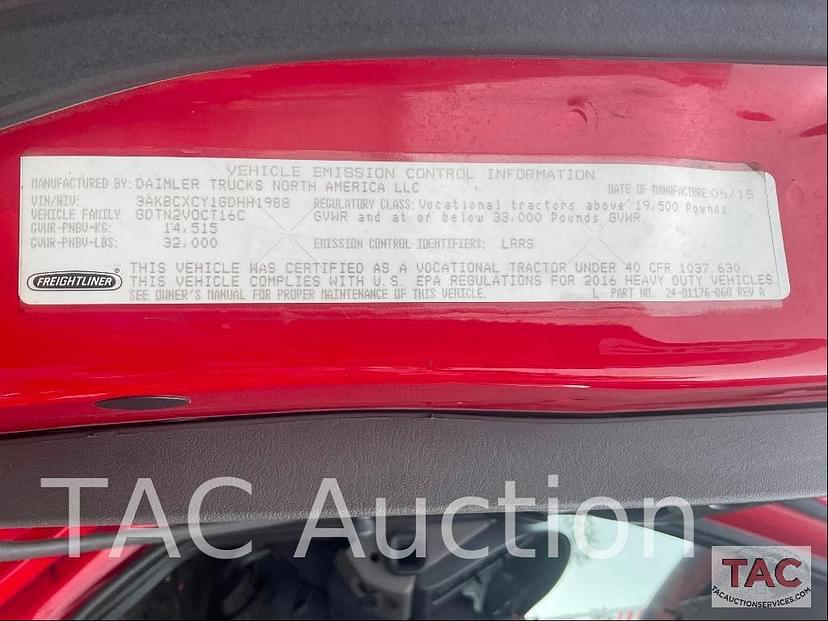 VEHICLE EMISSION CONTROL INFORMATION
MANUFACTURED BY: DAIMLER TRUCKS NORTH AMERICA LLC DATE OF MANUFACTURE: 05/15
VIN/NIV: 3AKBCXCY1GDHH1988 REGULATORY CLASS: Vocational tractors above 19,500 Pounds
VEHICLE FAMILY GDTN2VOCT16C GVWR and at or below 33,000 Pounds GVWR.
GVWR-PNBV-KG: 14,515
GVWR-PNBV-LBS: 32,000 EMISSION CONTROL IDENTIFIERS: LRRS
FREIGHTLINER
THIS VEHICLE WAS CERTIFIED AS A VOCATIONAL TRACTOR UNDER 40 CFR 1037.630.
THIS VEHICLE COMPLIES WITH U.S. EPA REGULATIONS FOR 2016 HEAVY DUTY VEHICLES.
SEE OWNER'S MANUAL FOR PROPER MAINTENANCE OF THIS VEHICLE. L PART NO. 24-01176-060 REV A
TAC Auction
TAC
TACAUCTIONSERVICES.COM